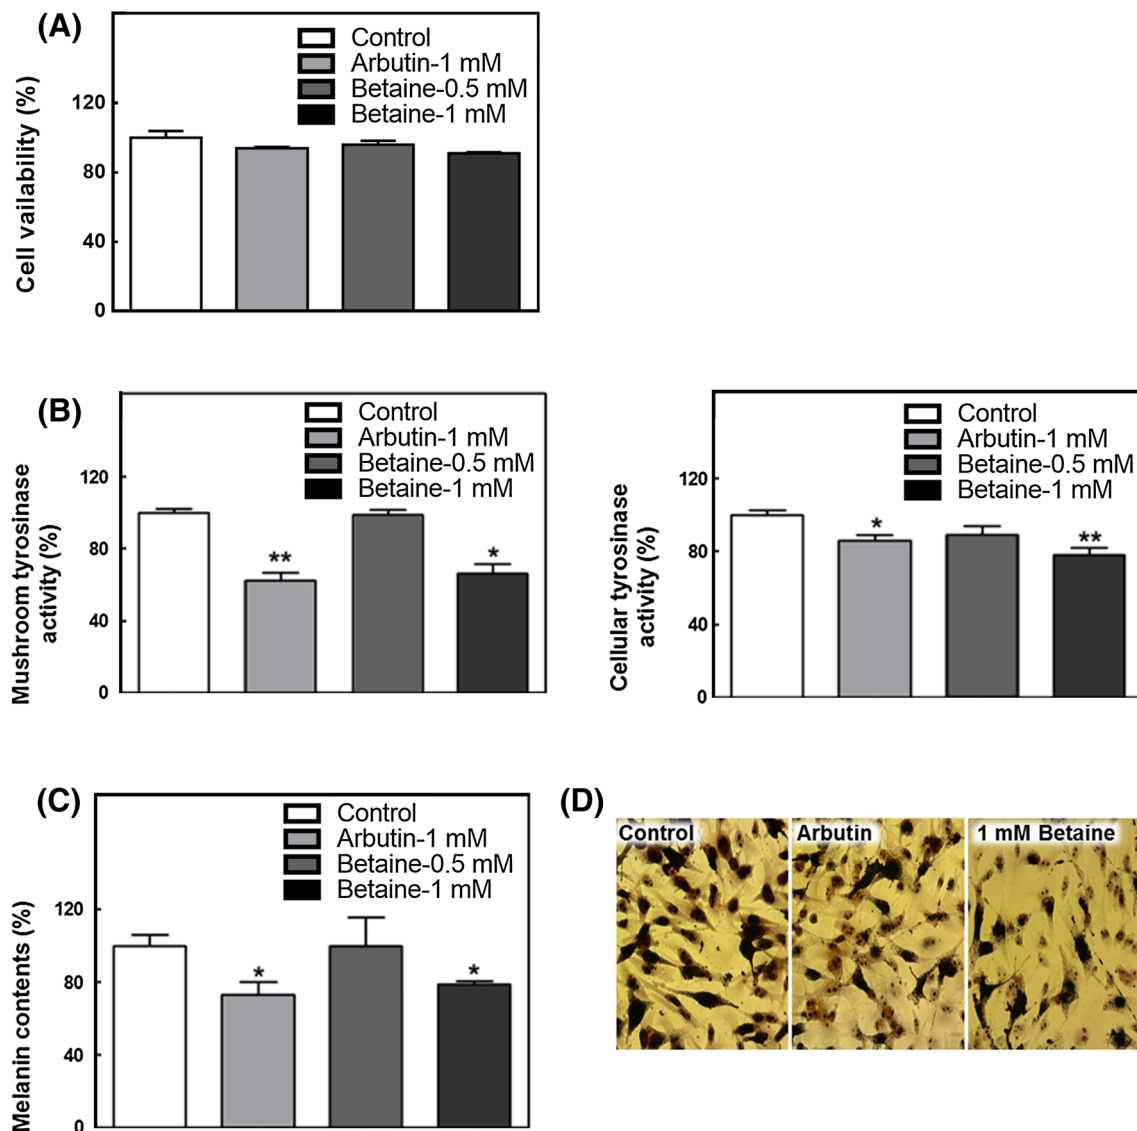 (A)
Cell vailability (%)
120
80
40
0
Control
Arbutin-1 mM
Betaine-0.5 mM
Betaine-1 mM
(B)
Mushroom tyrosinase
activity (%)
120
80
40
0
Control
Arbutin-1 mM
Betaine-0.5 mM
Betaine-1 mM
**
*
Cellular tyrosinase
activity (%)
120
80
40
0
Control
Arbutin-1 mM
Betaine-0.5 mM
Betaine-1 mM
*
**
(C)
Melanin contents (%)
120
80
40
0
Control
Arbutin-1 mM
Betaine-0.5 mM
Betaine-1 mM
*
*
(D)
Control
Arbutin
1 mM Betaine